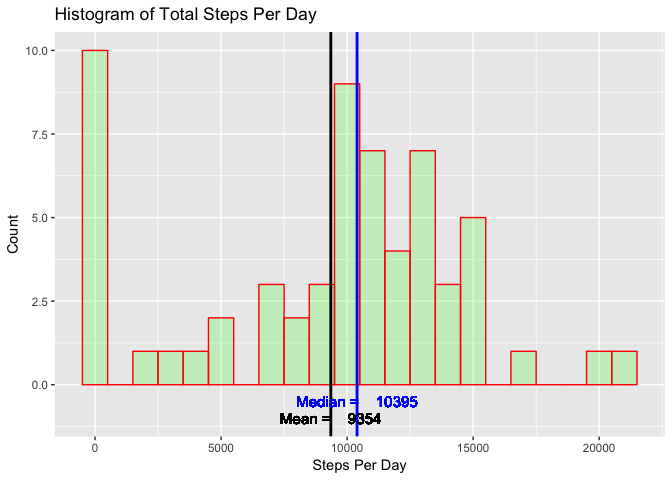 Histogram of Total Steps Per Day
10.0
7.5
5.0
2.5
0.0
Count
Median = 10395
Mean = 9354
0 5000 10000 15000 20000
Steps Per Day